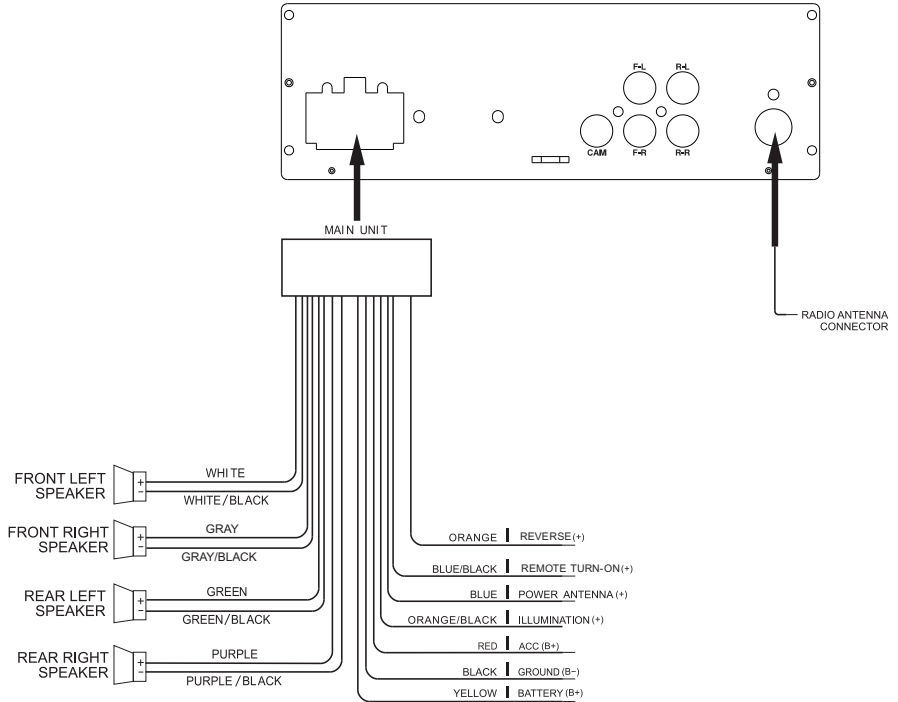 F-L R-L
CAM F-R R-R
MAIN UNIT
RADIO ANTENNA
CONNECTOR
FRONT LEFT
SPEAKER
+
−
WHITE
WHITE/BLACK
FRONT RIGHT
SPEAKER
+
−
GRAY
GRAY/BLACK
REAR LEFT
SPEAKER
+
−
GREEN
GREEN/BLACK
REAR RIGHT
SPEAKER
+
−
PURPLE
PURPLE/BLACK
ORANGE REVERSE(+)
BLUE/BLACK REMOTE TURN-ON(+)
BLUE POWER ANTENNA (+)
ORANGE/BLACK ILLUMINATION(+)
RED ACC (B+)
BLACK GROUND (B−)
YELLOW BATTERY (B+)